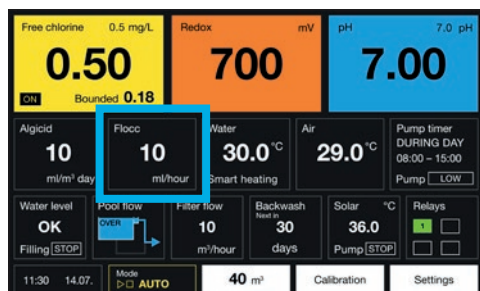 Free chlorine 0.5 mg/L
0.50
ON Bounded 0.18
Redox mV
700
pH 7.0 pH
7.00
Algicid
10
ml/m³ day
Flocc
10
ml/hour
Water
30.0 °C
Smart heating
Air
29.0 °C
Pump timer
DURING DAY
08:00 – 15:00
Pump LOW
Water level
OK
Filling STOP
Pool flow
OVER
Filter flow
10
m³/hour
Backwash
Next in
30
days
Solar °C
36.0
Pump STOP
Relays
1
11:30 14.07.
Mode
AUTO
40 m³
Calibration
Settings